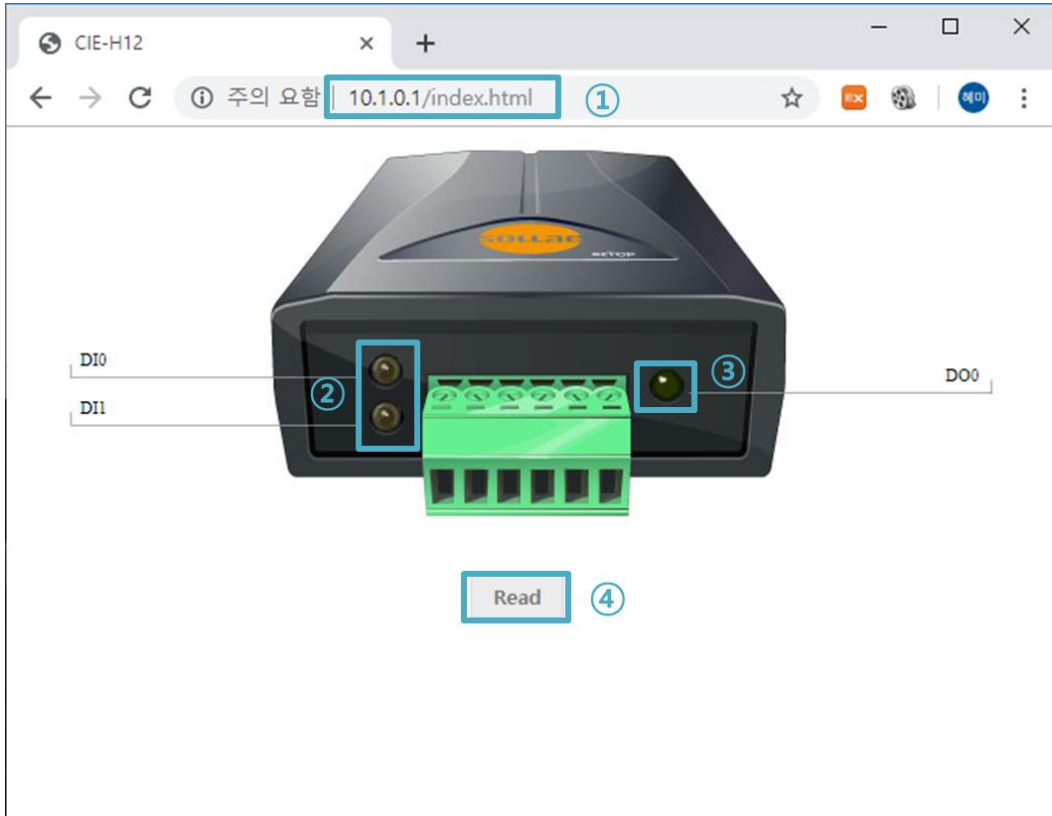 CIE-H12
주의 요함 | 10.1.0.1/index.html ①
EX 혜미
sollae
DI0
DI1
②
③
DO0
Read ④